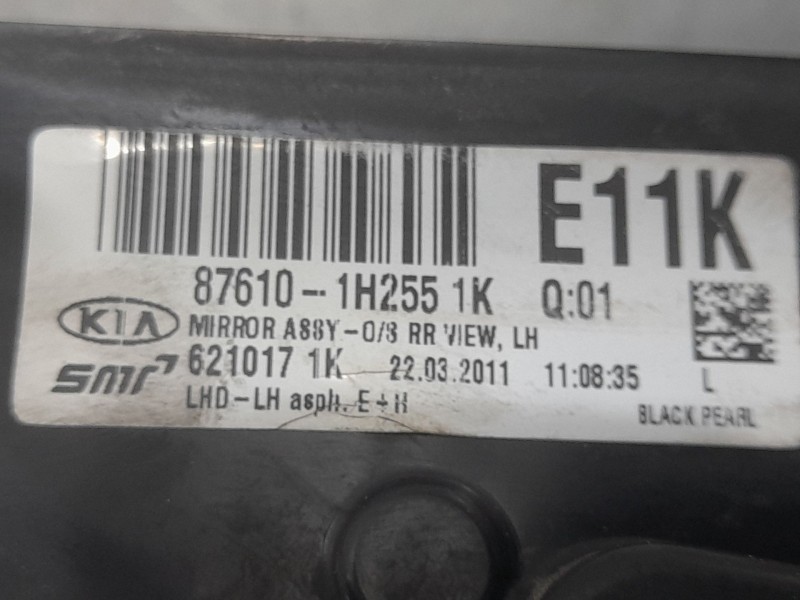 E11K
87610--1H255 1K Q:01
KIA
MIRROR ASSY-O/S RR VIEW, LH
smr 621017 1K 22.03.2011 11:08:35 L
LHD-LH asph. E+H
BLACK PEARL